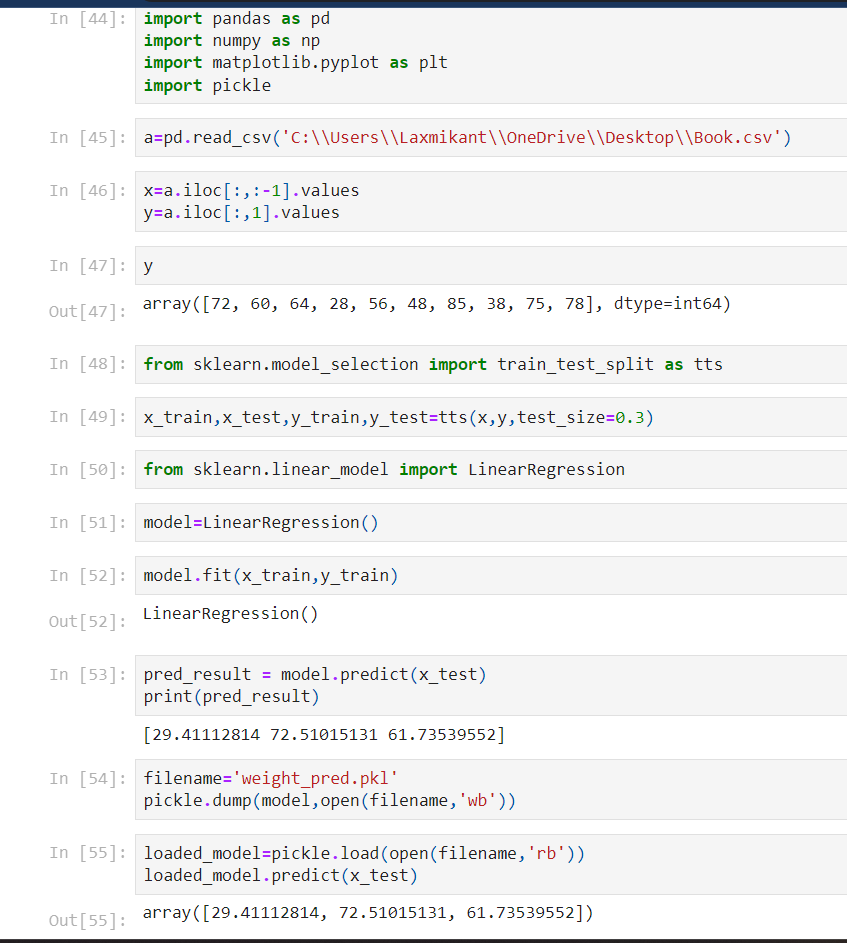 In [44]: import pandas as pd
import numpy as np
import matplotlib.pyplot as plt
import pickle
In [45]: a=pd.read_csv('C:\\Users\\Laxmikant\\OneDrive\\Desktop\\Book.csv')
In [46]: x=a.iloc[:,:-1].values
y=a.iloc[:,1].values
In [47]: y
Out[47]: array([72, 60, 64, 28, 56, 48, 85, 38, 75, 78], dtype=int64)
In [48]: from sklearn.model_selection import train_test_split as tts
In [49]: x_train,x_test,y_train,y_test=tts(x,y,test_size=0.3)
In [50]: from sklearn.linear_model import LinearRegression
In [51]: model=LinearRegression()
In [52]: model.fit(x_train,y_train)
Out[52]: LinearRegression()
In [53]: pred_result = model.predict(x_test)
print(pred_result)
[29.41112814 72.51015131 61.73539552]
In [54]: filename='weight_pred.pkl'
pickle.dump(model,open(filename,'wb'))
In [55]: loaded_model=pickle.load(open(filename,'rb'))
loaded_model.predict(x_test)
Out[55]: array([29.41112814, 72.51015131, 61.73539552])